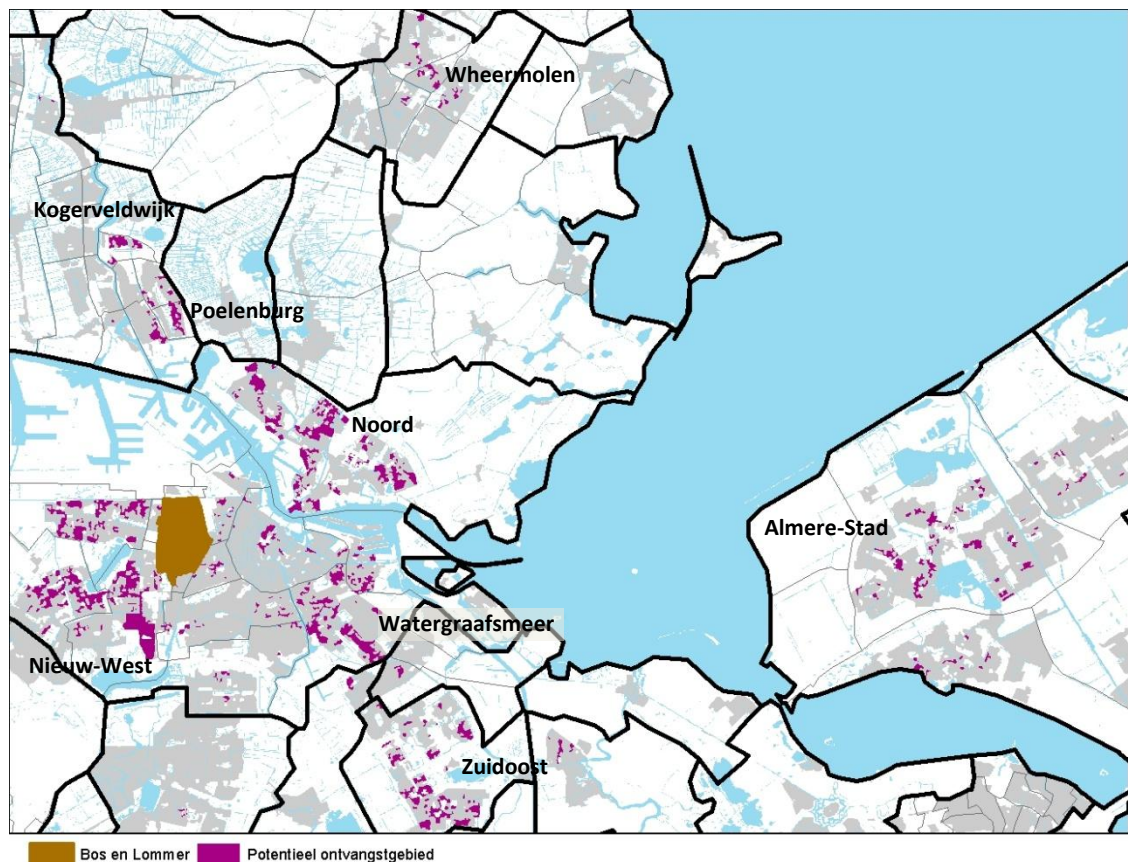 Wheermolen
Kogerveldwijk
Poelenburg
Noord
Almere-Stad
Watergraafsmeer
Nieuw-West
Zuidoost
Bos en Lommer
Potentieel ontvangstgebied